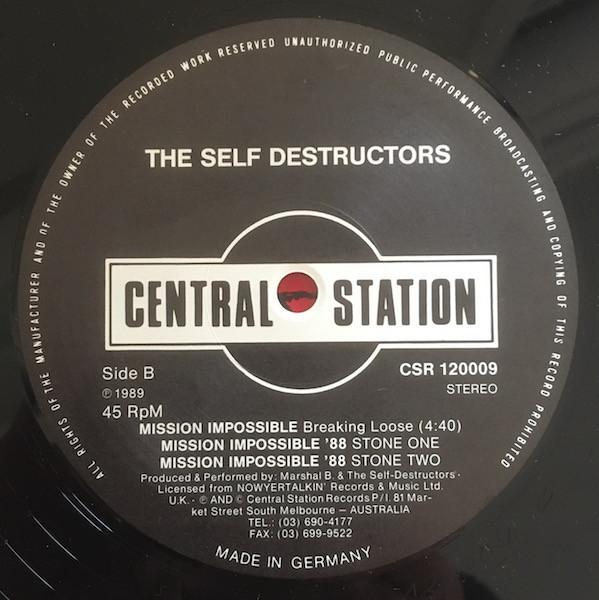 ALL RIGHTS OF THE MANUFACTURER AND OF THE OWNER OF THE RECORDED WORK RESERVED UNAUTHORIZED PUBLIC PERFORMANCE BROADCASTING AND COPYING OF THIS RECORD PROHIBITED
THE SELF DESTRUCTORS
CENTRAL STATION
Side B
CSR 120009
℗ 1989
STEREO
45 RpM
MISSION IMPOSSIBLE Breaking Loose (4:40)
MISSION IMPOSSIBLE '88 STONE ONE
MISSION IMPOSSIBLE '88 STONE TWO
Produced & Performed by: Marshal B. & The Self-Destructors ·
Licensed from NOWYERTALKIN' Records & Music Ltd.
U.K. - ℗ AND © Central Station Records P/l. 81 Mar-
ket Street South Melbourne – AUSTRALIA
TEL.: (03) 690-4177
FAX: (03) 699-9522
MADE IN GERMANY